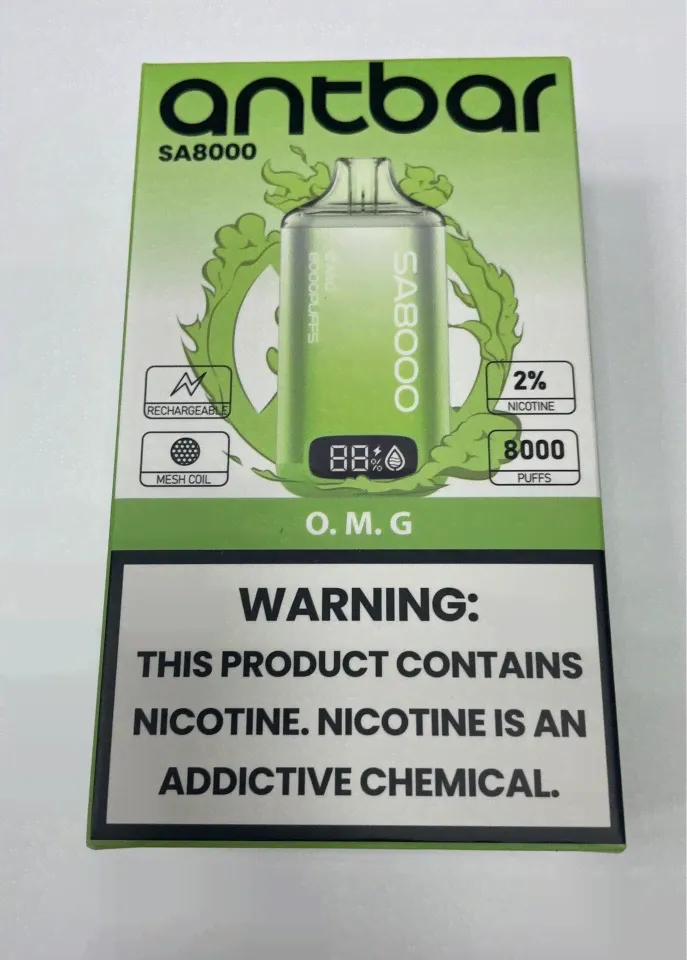 antbar
SA8000
SA8000
8000PUFFS
RECHARGEABLE
2%
NICOTINE
MESH COIL
8000
PUFFS
88%
O. M. G
WARNING:
THIS PRODUCT CONTAINS
NICOTINE. NICOTINE IS AN
ADDICTIVE CHEMICAL.